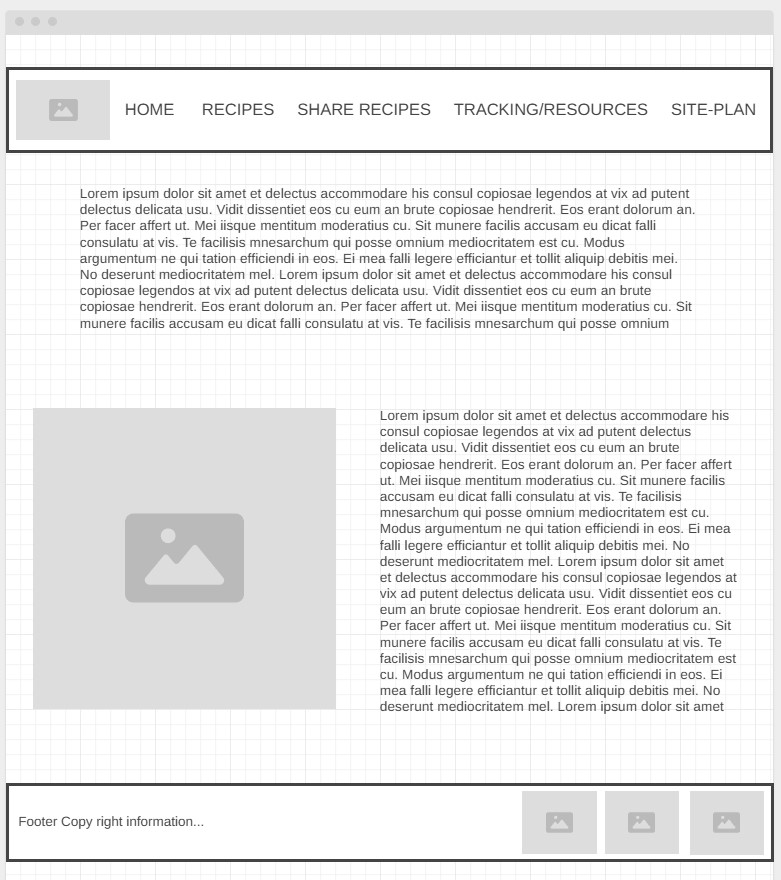 HOME RECIPES SHARE RECIPES TRACKING/RESOURCES SITE-PLAN
Lorem ipsum dolor sit amet et delectus accommodare his consul copiosae legendos at vix ad putent
delectus delicata usu. Vidit dissentiet eos cu eum an brute copiosae hendrerit. Eos erant dolorum an.
Per facer affert ut. Mei iisque mentitum moderatius cu. Sit munere facilis accusam eu dicat falli
consulatu at vis. Te facilisis mnesarchum qui posse omnium mediocritatem est cu. Modus
argumentum ne qui tation efficiendi in eos. Ei mea falli legere efficiantur et tollit aliquip debitis mei.
No deserunt mediocritatem mel. Lorem ipsum dolor sit amet et delectus accommodare his consul
copiosae legendos at vix ad putent delectus delicata usu. Vidit dissentiet eos cu eum an brute
copiosae hendrerit. Eos erant dolorum an. Per facer affert ut. Mei iisque mentitum moderatius cu. Sit
munere facilis accusam eu dicat falli consulatu at vis. Te facilisis mnesarchum qui posse omnium
Lorem ipsum dolor sit amet et delectus accommodare his
consul copiosae legendos at vix ad putent delectus
delicata usu. Vidit dissentiet eos cu eum an brute
copiosae hendrerit. Eos erant dolorum an. Per facer affert
ut. Mei iisque mentitum moderatius cu. Sit munere facilis
accusam eu dicat falli consulatu at vis. Te facilisis
mnesarchum qui posse omnium mediocritatem est cu.
Modus argumentum ne qui tation efficiendi in eos. Ei mea
falli legere efficiantur et tollit aliquip debitis mei. No
deserunt mediocritatem mel. Lorem ipsum dolor sit amet
et delectus accommodare his consul copiosae legendos at
vix ad putent delectus delicata usu. Vidit dissentiet eos cu
eum an brute copiosae hendrerit. Eos erant dolorum an.
Per facer affert ut. Mei iisque mentitum moderatius cu. Sit
munere facilis accusam eu dicat falli consulatu at vis. Te
facilisis mnesarchum qui posse omnium mediocritatem est
cu. Modus argumentum ne qui tation efficiendi in eos. Ei
mea falli legere efficiantur et tollit aliquip debitis mei. No
deserunt mediocritatem mel. Lorem ipsum dolor sit amet
Footer Copy right information...